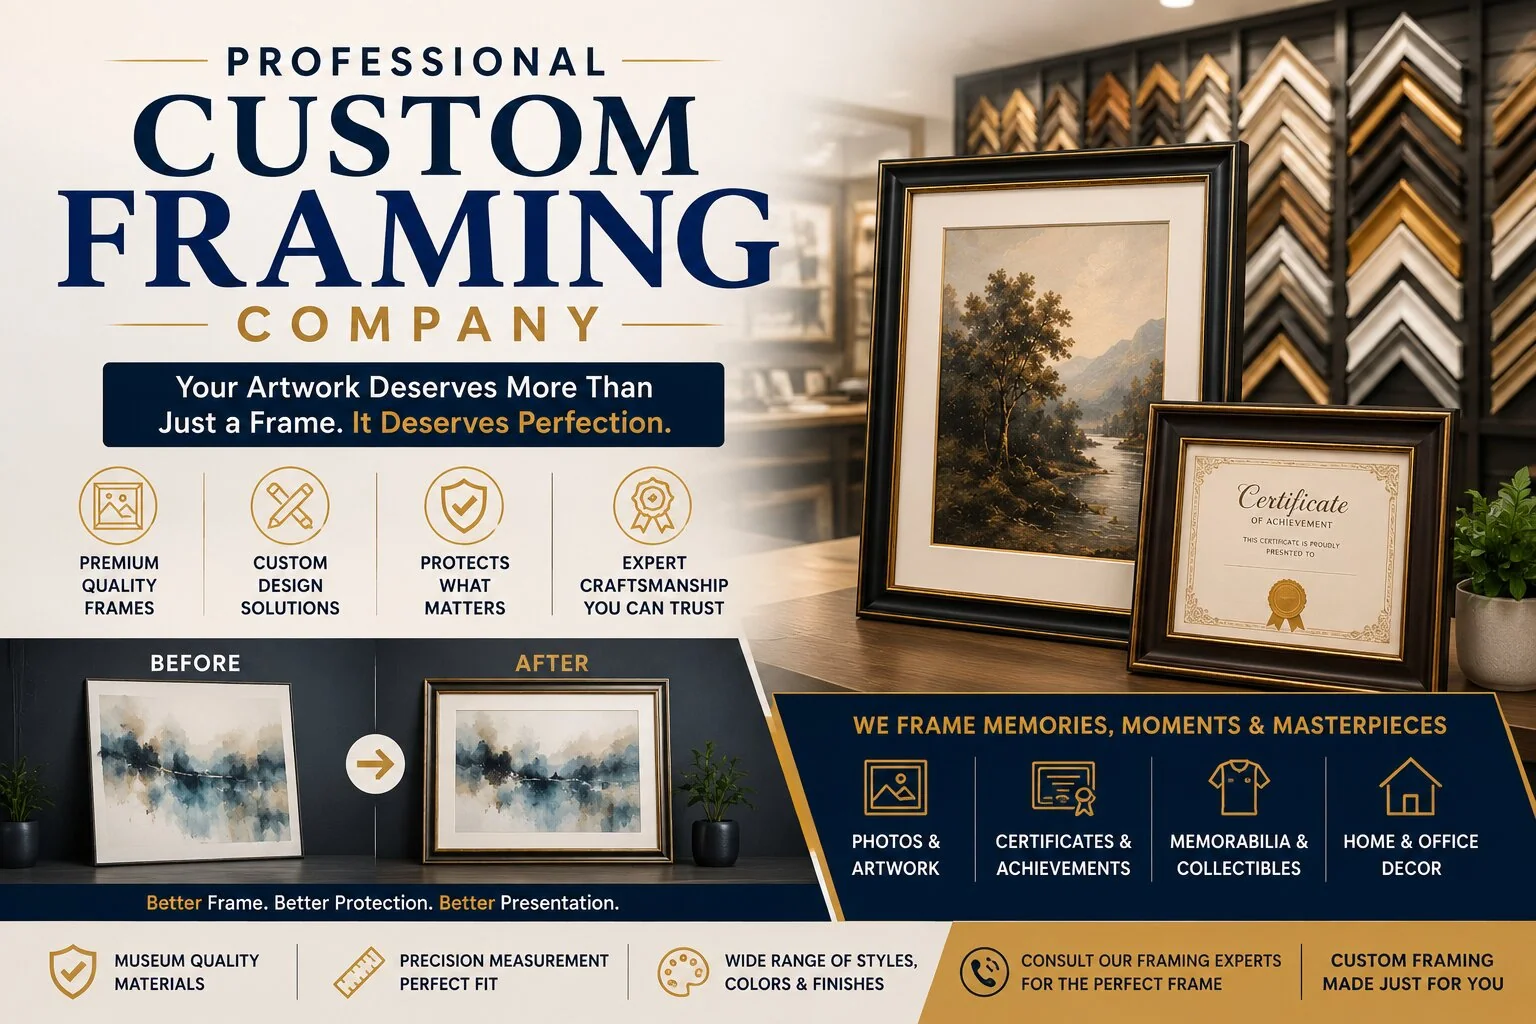 PROFESSIONAL
CUSTOM
FRAMING
COMPANY
Your Artwork Deserves More Than
Just a Frame. It Deserves Perfection.
PREMIUM
QUALITY
FRAMES
CUSTOM
DESIGN
SOLUTIONS
PROTECTS
WHAT
MATTERS
EXPERT
CRAFTSMANSHIP
YOU CAN TRUST
Certificate
OF ACHIEVEMENT
THIS CERTIFICATE IS PROUDLY
PRESENTED TO
BEFORE
AFTER
Better Frame. Better Protection. Better Presentation.
WE FRAME MEMORIES, MOMENTS & MASTERPIECES
PHOTOS &
ARTWORK
CERTIFICATES &
ACHIEVEMENTS
MEMORABILIA &
COLLECTIBLES
HOME & OFFICE
DECOR
MUSEUM QUALITY
MATERIALS
PRECISION MEASUREMENT
PERFECT FIT
WIDE RANGE OF STYLES,
COLORS & FINISHES
CONSULT OUR FRAMING EXPERTS
FOR THE PERFECT FRAME
CUSTOM FRAMING
MADE JUST FOR YOU